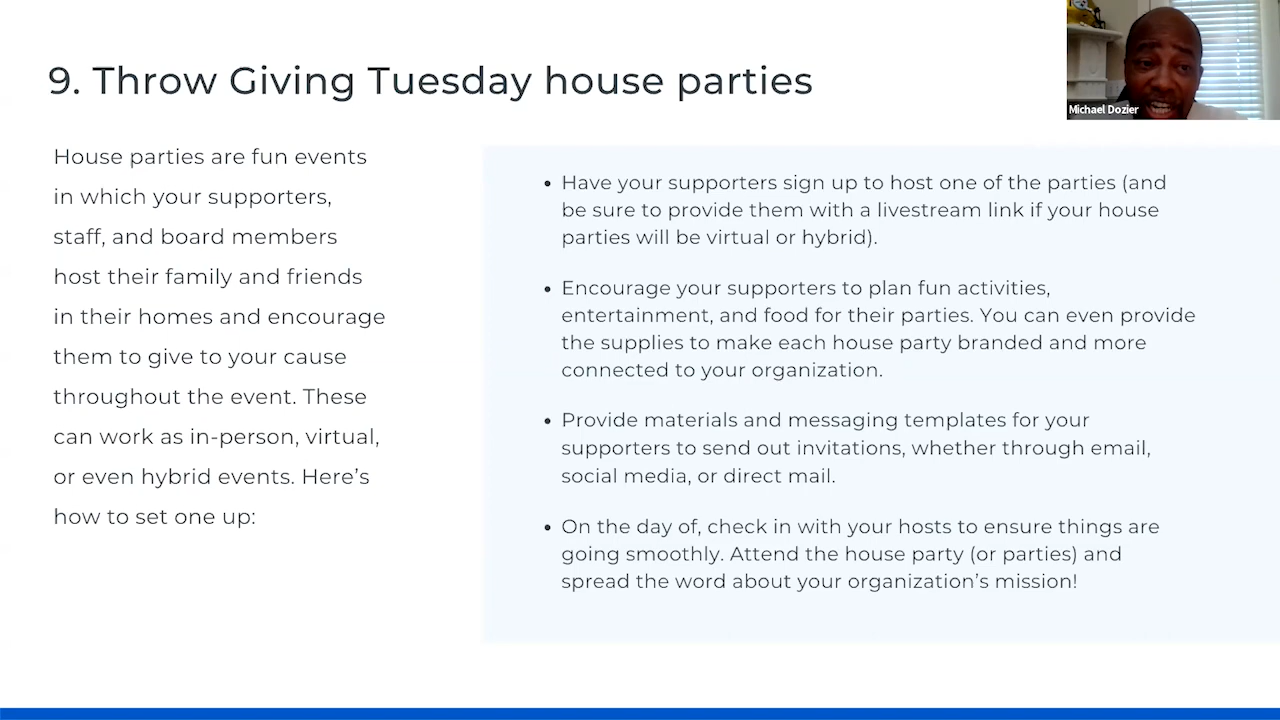 9. Throw Giving Tuesday house parties
Michael Dozier
House parties are fun events
in which your supporters,
staff, and board members
host their family and friends
in their homes and encourage
them to give to your cause
throughout the event. These
can work as in-person, virtual,
or even hybrid events. Here's
how to set one up:
• Have your supporters sign up to host one of the parties (and
be sure to provide them with a livestream link if your house
parties will be virtual or hybrid).
• Encourage your supporters to plan fun activities,
entertainment, and food for their parties. You can even provide
the supplies to make each house party branded and more
connected to your organization.
• Provide materials and messaging templates for your
supporters to send out invitations, whether through email,
social media, or direct mail.
• On the day of, check in with your hosts to ensure things are
going smoothly. Attend the house party (or parties) and
spread the word about your organization's mission!